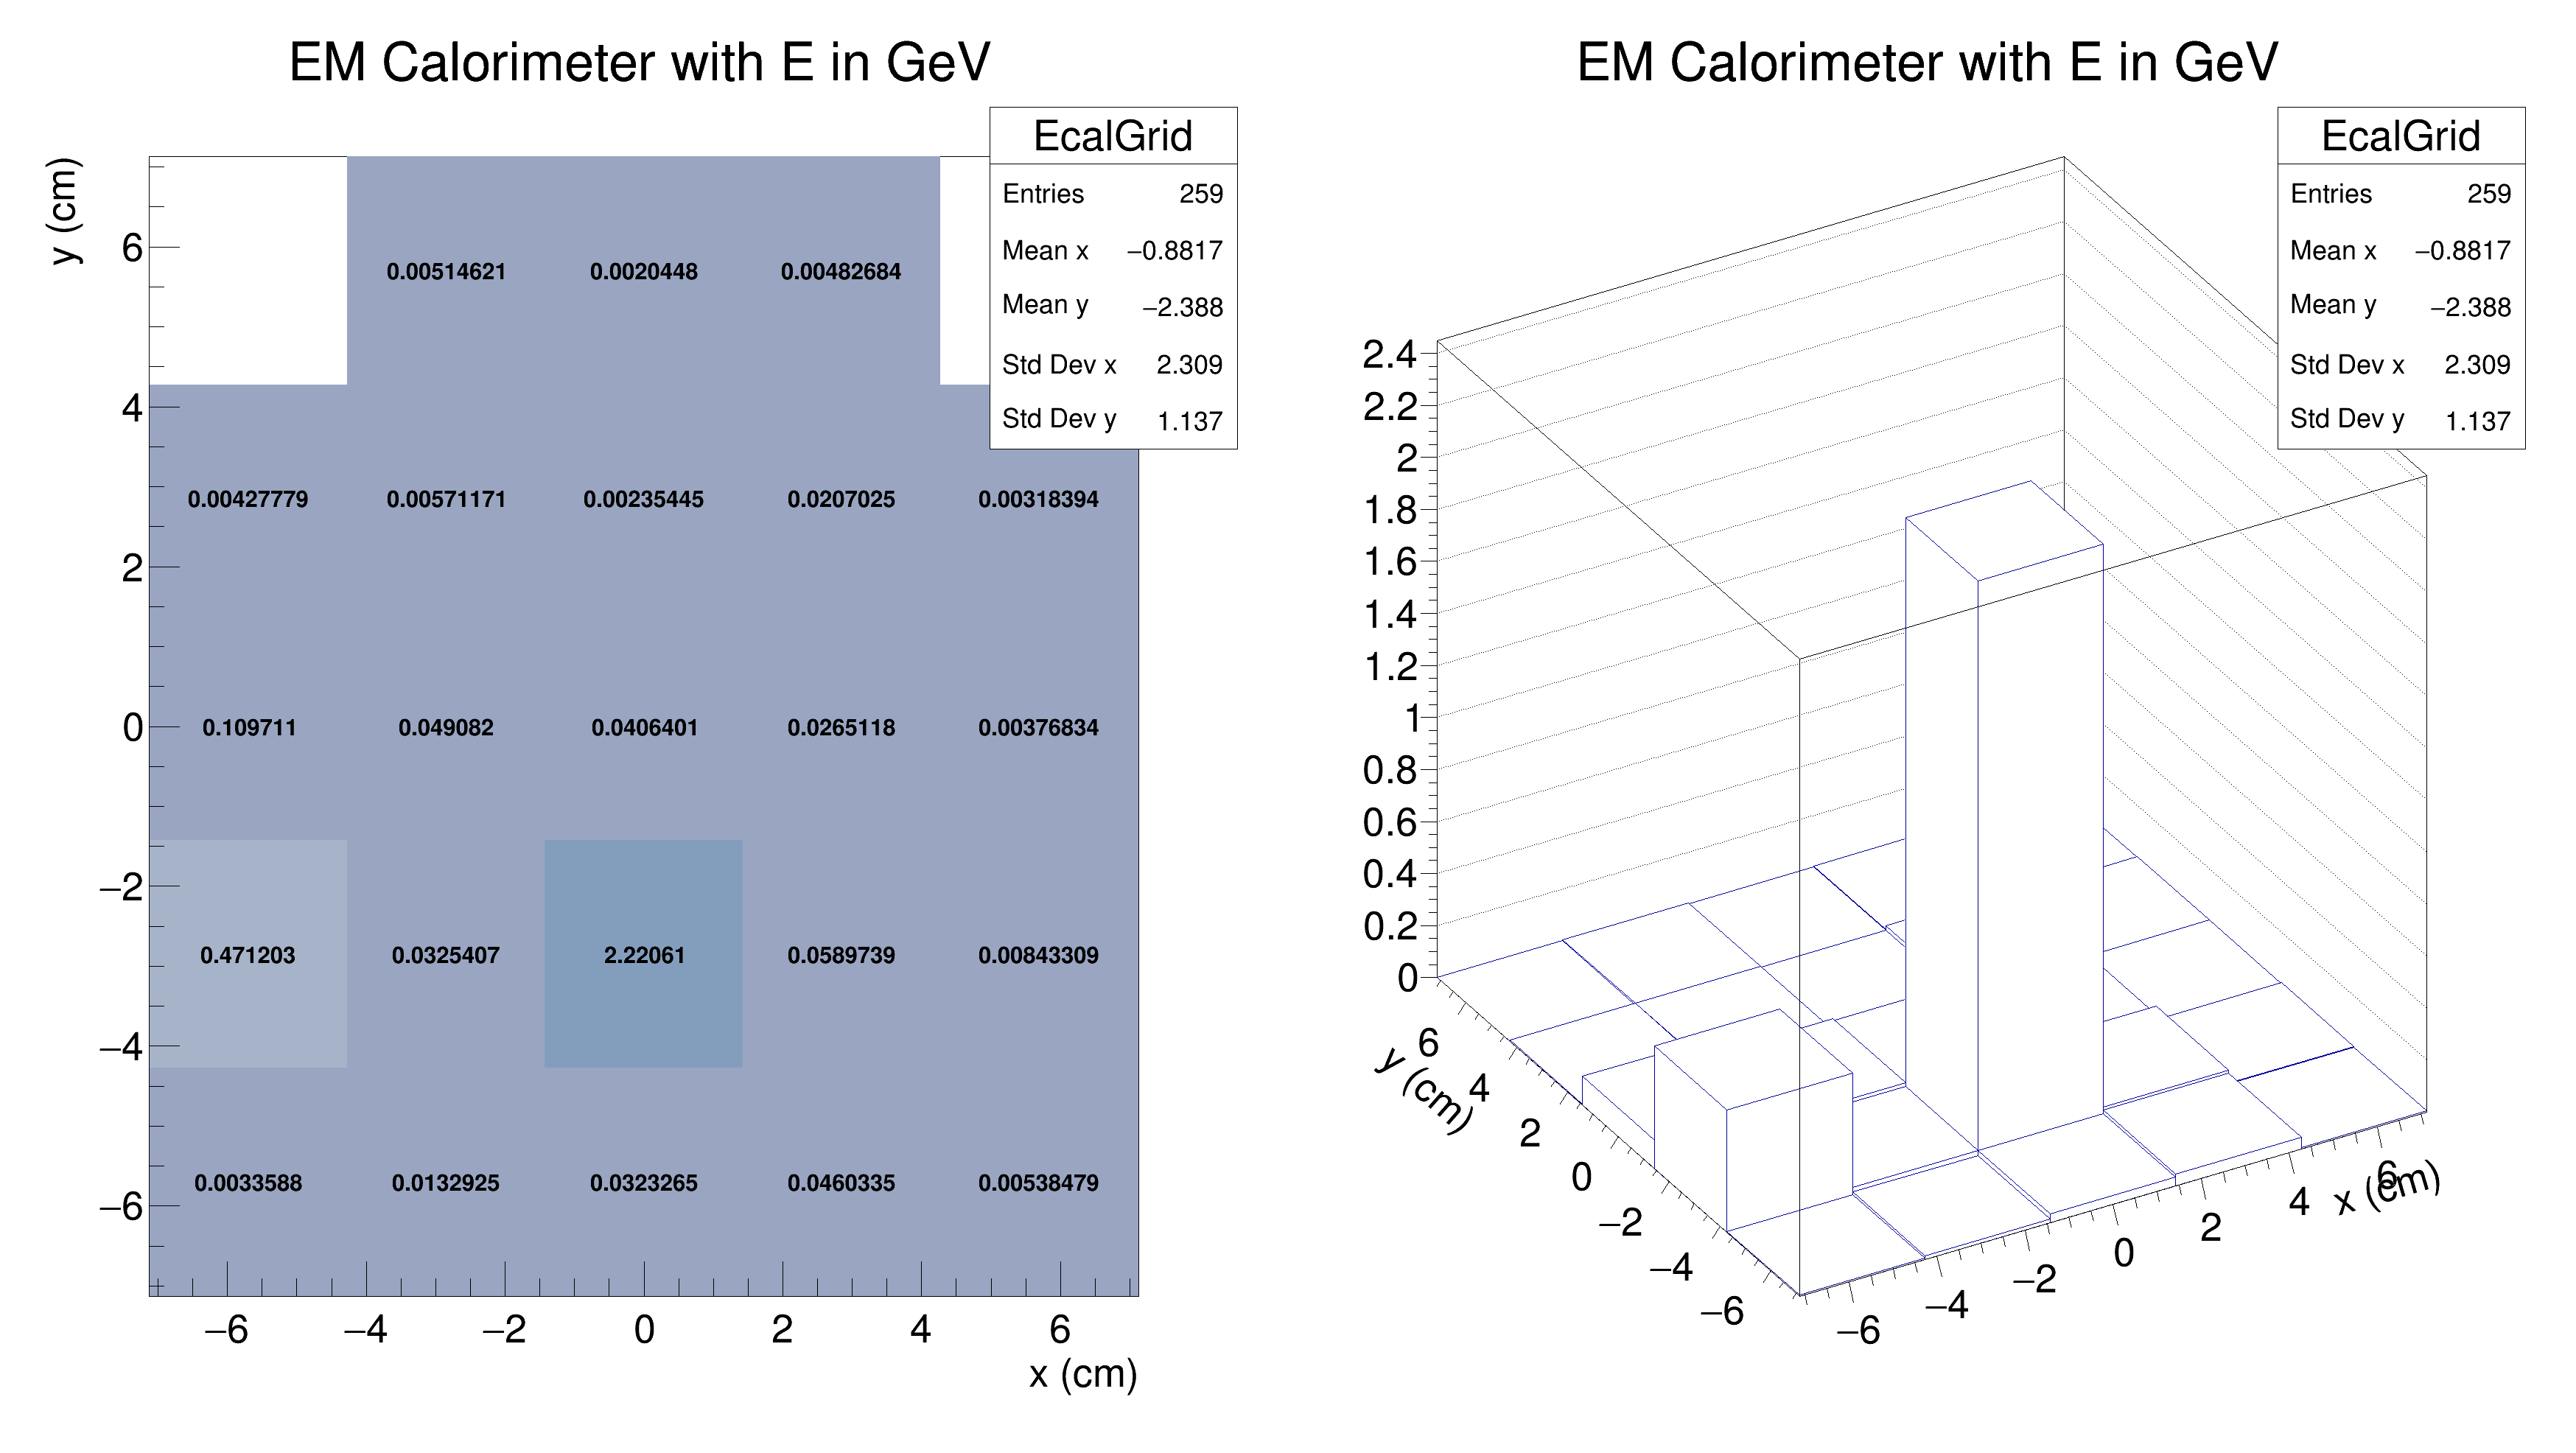 EM Calorimeter with E in GeV
EcalGrid
Entries 259
Mean x −0.8817
Mean y −2.388
Std Dev x 2.309
Std Dev y 1.137
y (cm)
6
4
2
0
−2
−4
−6
0.00514621 0.0020448 0.00482684
0.00427779 0.00571171 0.00235445 0.0207025 0.00318394
0.109711 0.049082 0.0406401 0.0265118 0.00376834
0.471203 0.0325407 2.22061 0.0589739 0.00843309
0.0033588 0.0132925 0.0323265 0.0460335 0.00538479
−6 −4 −2 0 2 4 6
x (cm)
EM Calorimeter with E in GeV
EcalGrid
Entries 259
Mean x −0.8817
Mean y −2.388
Std Dev x 2.309
Std Dev y 1.137
2.4
2.2
2
1.8
1.6
1.4
1.2
1
0.8
0.6
0.4
0.2
0
y (cm)
6
4
2
0
−2
−4
−6
−6 −4 −2 0 2 4 6
x (cm)